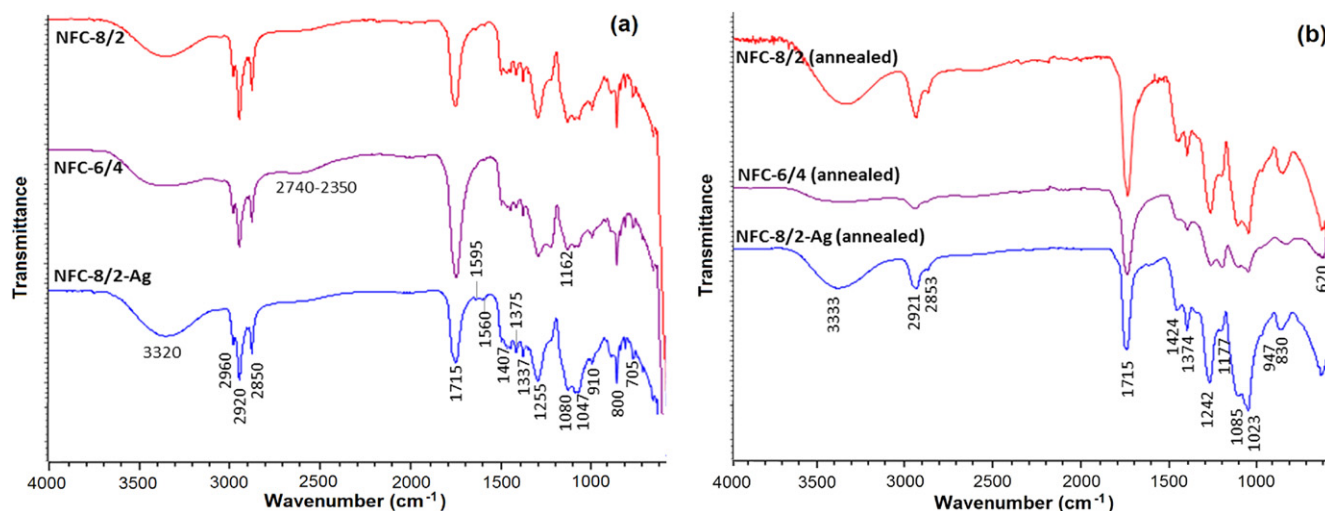 (a)
NFC-8/2
NFC-6/4
2740-2350
1595
1162
NFC-8/2-Ag
1375
1560
3320
2960
2920
2850
1715
1407
1337
1255
1080
1047
910
800
705
Transmittance
4000 3500 3000 2500 2000 1500 1000
Wavenumber (cm⁻¹)
(b)
NFC-8/2 (annealed)
NFC-6/4 (annealed)
NFC-8/2-Ag (annealed)
620
3333
2921
2853
1715
1424
1374
1242
1177
1085
1023
947
830
Transmittance
4000 3500 3000 2500 2000 1500 1000
Wavenumber (cm⁻¹)